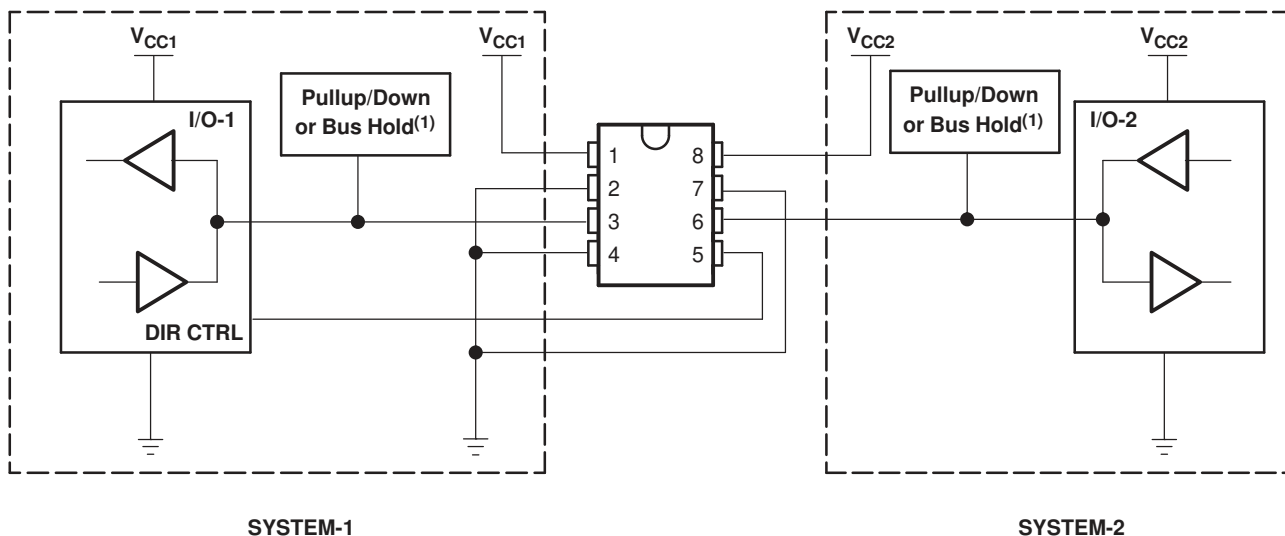 VCC1
VCC1
VCC2
VCC2
Pullup/Down
or Bus Hold(1)
Pullup/Down
or Bus Hold(1)
I/O-1
I/O-2
1
8
2
7
3
6
4
5
DIR CTRL
SYSTEM-1
SYSTEM-2